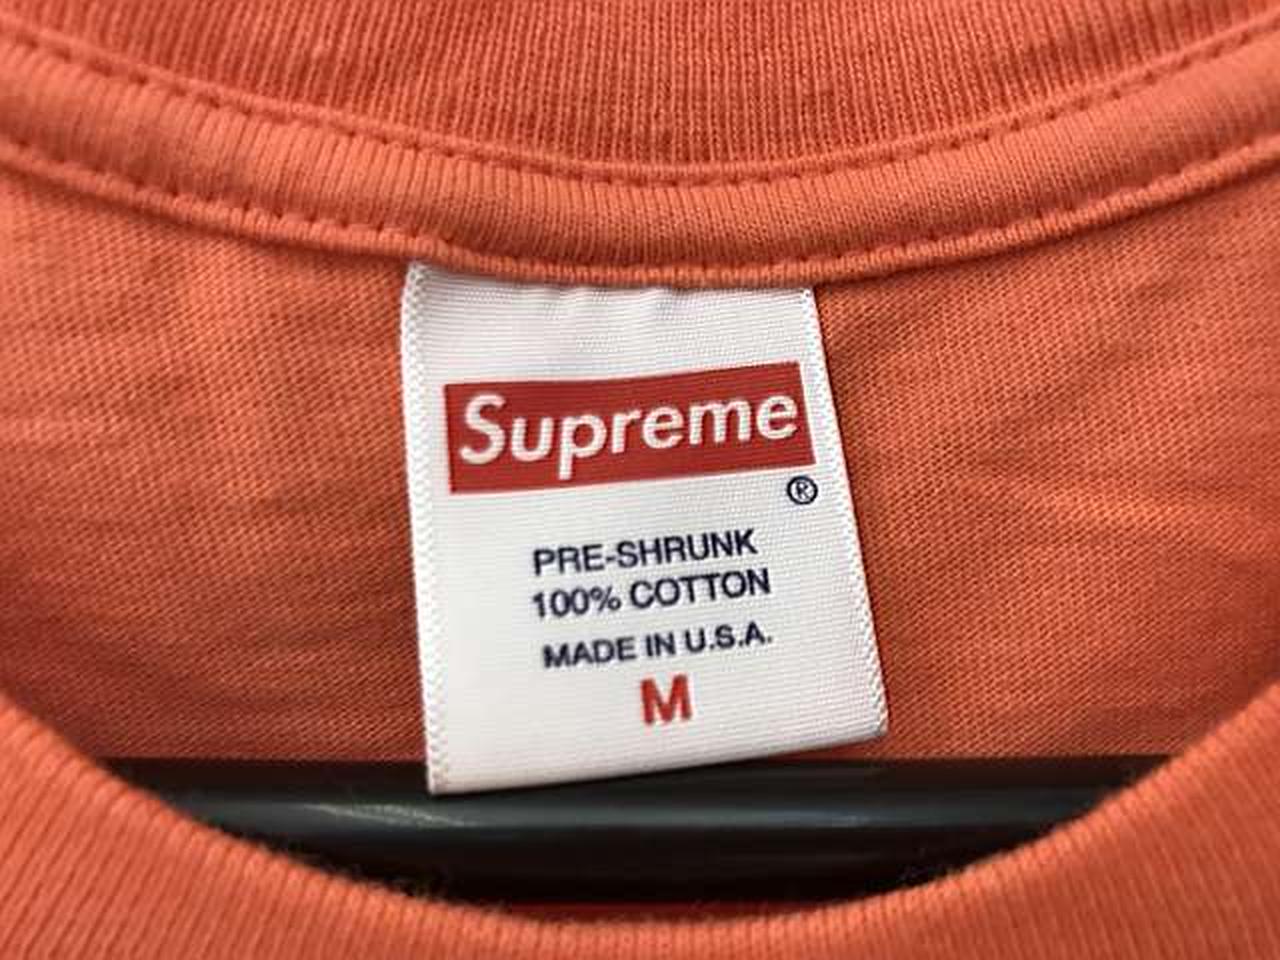 Supreme
®
PRE-SHRUNK
100% COTTON
MADE IN U.S.A.
M